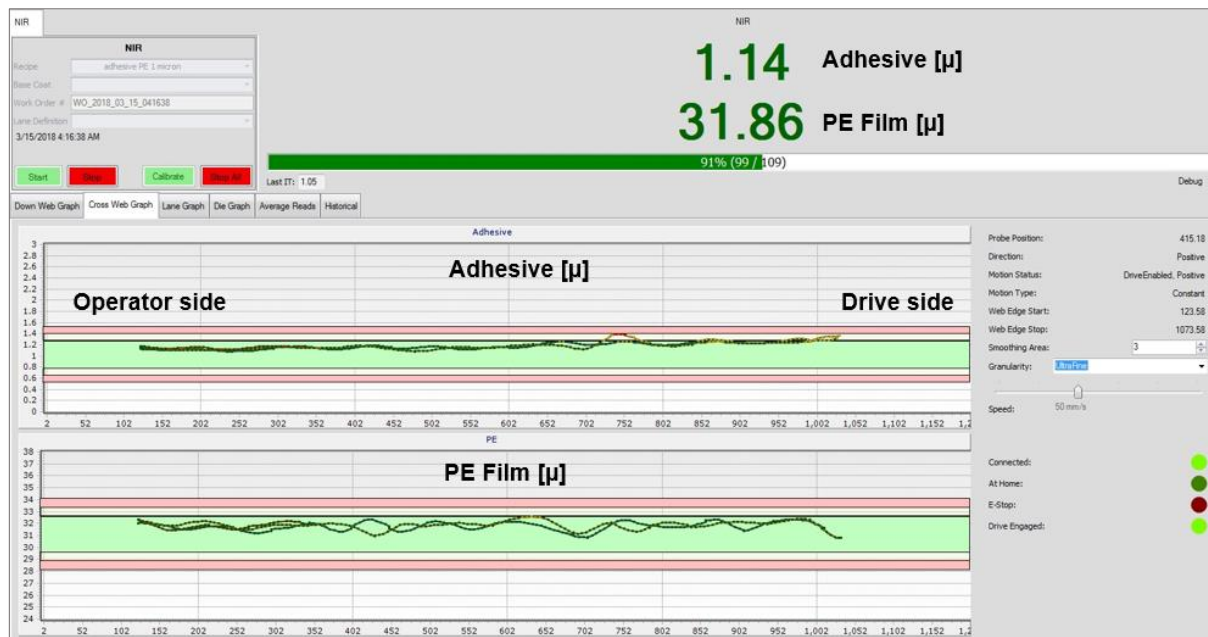 NIR
NIR
NIR
Recipe adhesive PE 1 micron
Base Coat
Work Order # WO_2018_03_15_041638
Lane Definition
3/15/2018 4:16:38 AM
Start Stop Calibrate Stop All
1.14 Adhesive [µ]
31.86 PE Film [µ]
91% (99 / 109)
Last IT: 1.05 Debug
Down Web Graph Cross Web Graph Lane Graph Die Graph Average Reads Historical
Adhesive
Adhesive [µ]
Operator side Drive side
3
2.8
2.6
2.4
2.2
2
1.8
1.6
1.4
1.2
1
0.8
0.6
0.4
0.2
0
2 52 102 152 202 252 302 352 402 452 502 552 602 652 702 752 802 852 902 952 1,002 1,052 1,102 1,152 1,2
PE
PE Film [µ]
38
37
36
35
34
33
32
31
30
29
28
27
26
25
24
2 52 102 152 202 252 302 352 402 452 502 552 602 652 702 752 802 852 902 952 1,002 1,052 1,102 1,152 1,2
Probe Position: 415.18
Direction: Positive
Motion Status: DriveEnabled, Positive
Motion Type: Constant
Web Edge Start: 123.58
Web Edge Stop: 1073.58
Smoothing Area: 3
Granularity: UltraFine
Speed: 50 mm/s
Connected:
At Home:
E-Stop:
Drive Engaged: